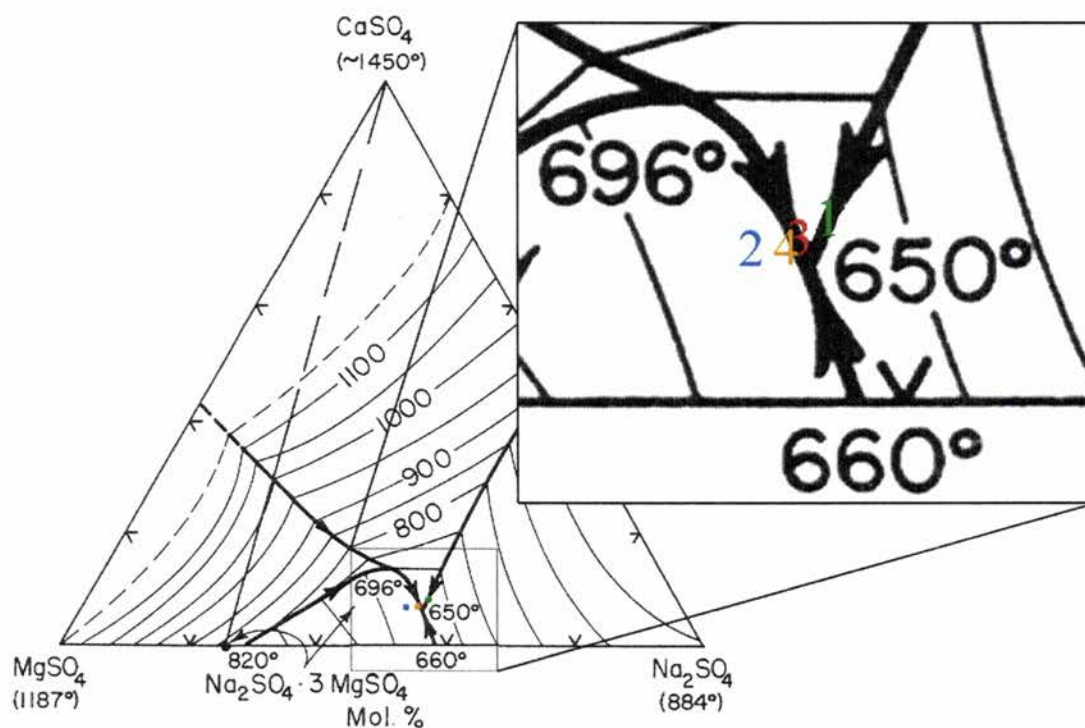 CaSO₄
(~1450°)
696°
1
2 4 3
650°
660°
1100
1000
900
800
696°
650°
MgSO₄
(1187°)
820°
660°
Na₂SO₄
(884°)
Na₂SO₄·3 MgSO₄
Mol. %